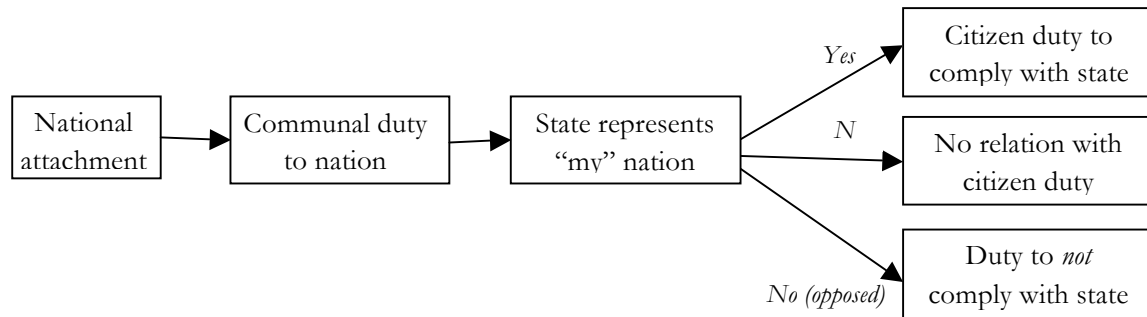 National
attachment
Communal duty
to nation
State represents
“my” nation
Yes
N
No (opposed)
Citizen duty to
comply with state
No relation with
citizen duty
Duty to not
comply with state